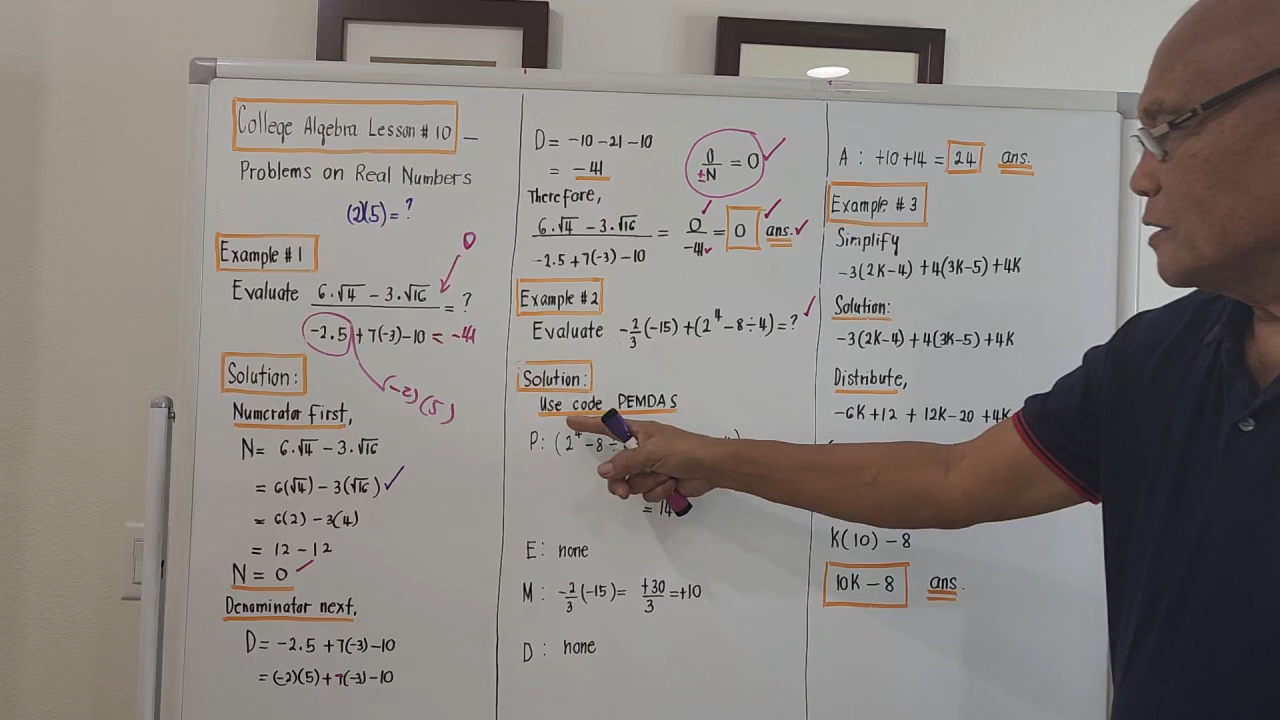 College Algebra Lesson # 10 –
Problems on Real Numbers
(2)(5) = ?
Example # 1
0
Evaluate 6.√4 – 3.√16 / -2.5 + 7(-3) – 10 = ?
= -41
(-2)(5)
Solution:
Numerator first,
N = 6.√4 – 3.√16
= 6(√4) – 3(√16) ✓
= 6(2) – 3(4)
= 12 – 12
N = 0 ✓
Denominator next,
D = -2.5 + 7(-3) – 10
= (-2)(5) + 7(-3) – 10
D = -10 – 21 – 10
= -41
0/±N = 0 ✓
Therefore,
6.√4 – 3.√16 / -2.5 + 7(-3) – 10 = 0/-41 = 0 ans. ✓
Example # 2
Evaluate -2/3(-15) + (2⁴ – 8 ÷ 4) = ? ✓
Solution:
Use code PEMDAS
P: (2⁴ – 8 ÷
= 14
E: none
M: -2/3(-15) = +30/3 = +10
D: none
A: +10 + 14 = 24 ans.
Example # 3
Simplify
-3(2K – 4) + 4(3K – 5) + 4K
Solution:
-3(2K – 4) + 4(3K – 5) + 4K
Distribute,
-6K + 12 + 12K – 20 + 4K
K(10) – 8
10K – 8 ans.